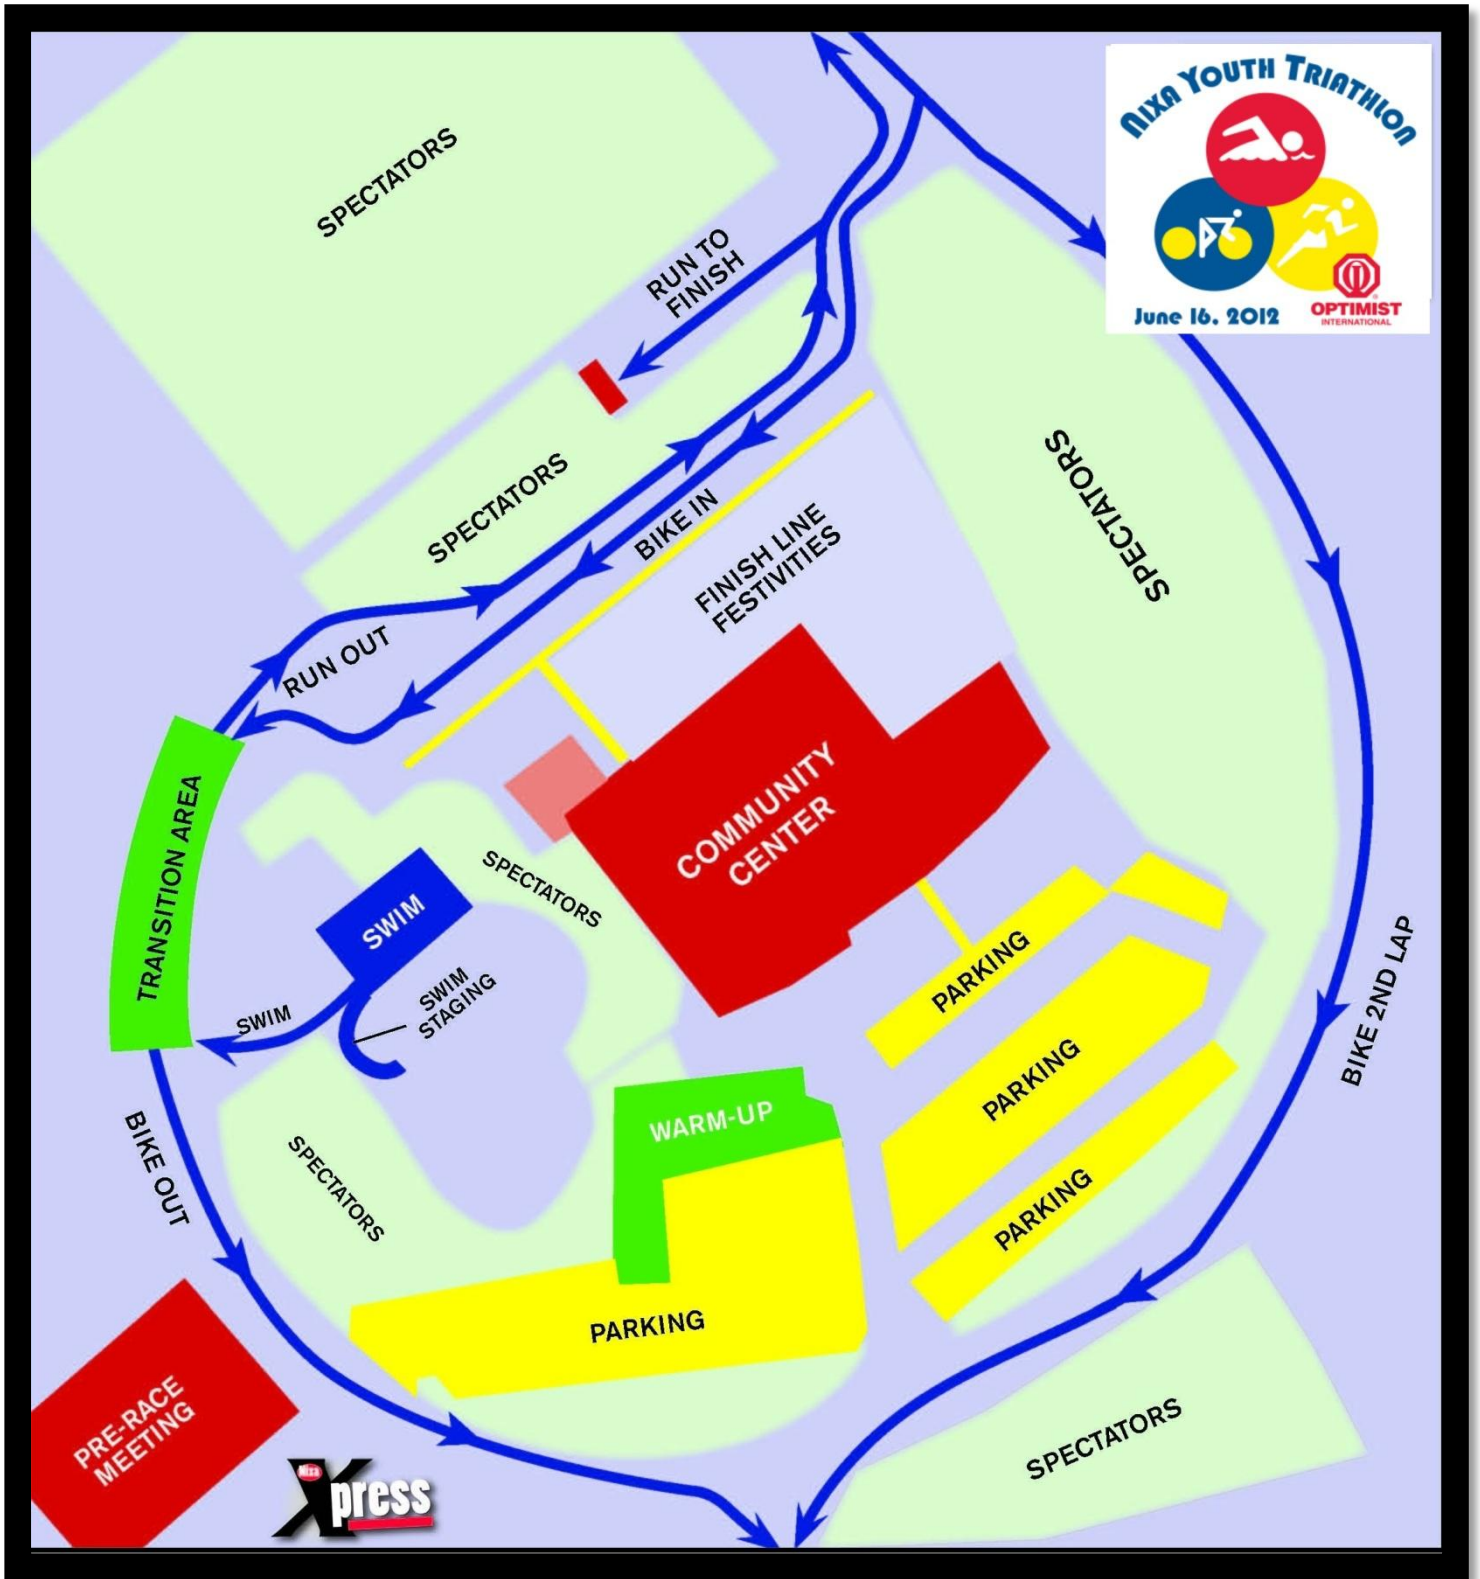 NIXA YOUTH TRIATHLON
June 16, 2012
OPTIMIST
INTERNATIONAL
SPECTATORS
RUN TO
FINISH
SPECTATORS
SPECTATORS
BIKE IN
FINISH LINE
FESTIVITIES
RUN OUT
TRANSITION AREA
COMMUNITY
CENTER
SPECTATORS
SWIM
SWIM
STAGING
SWIM
PARKING
BIKE 2ND LAP
PARKING
WARM-UP
BIKE OUT
SPECTATORS
PARKING
PARKING
PRE-RACE
MEETING
SPECTATORS
Nixa
Xpress